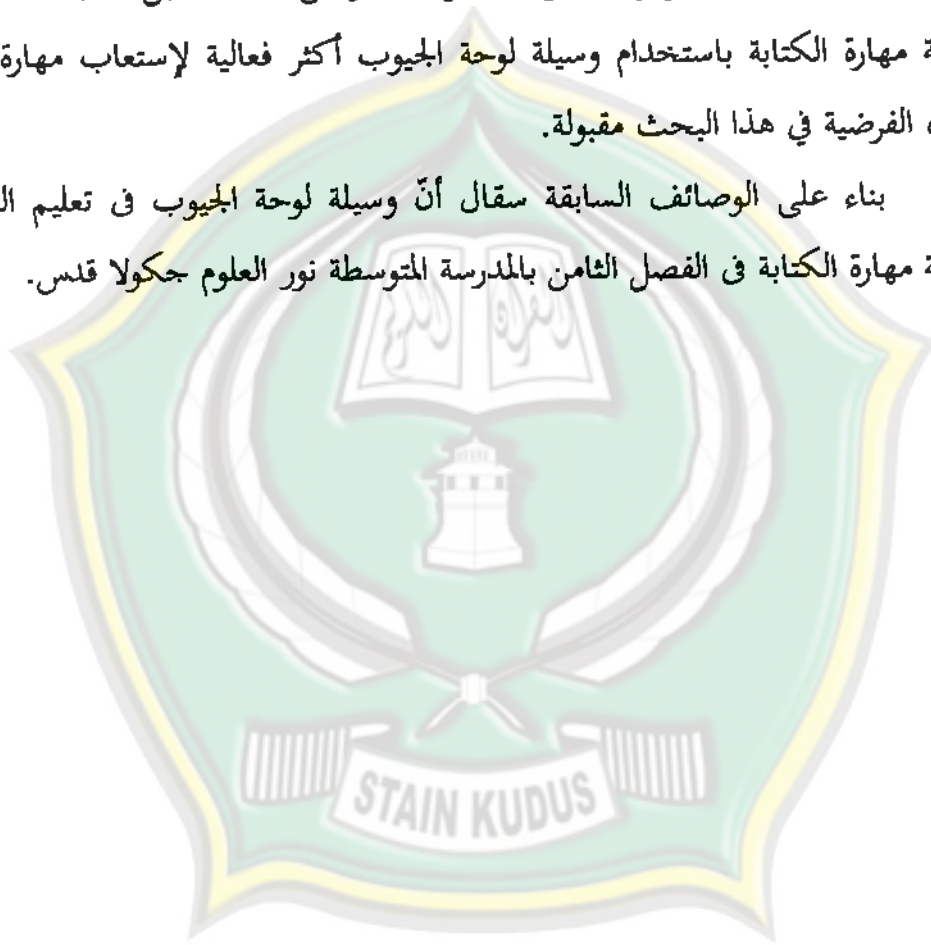 ة مهارة الكتابة باستخدام وسيلة لوحة الجيوب أكثر فعالية لإستعاب مهارة
الفرضية في هذا البحث مقبولة.
بناء على الوصائف السابقة سقال أنّ وسيلة لوحة الجيوب فى تعليم
ة مهارة الكتابة فى الفصل الثامن بالمدرسة المتوسطة نور العلوم جكولا قدس.
STAIN KUDUS